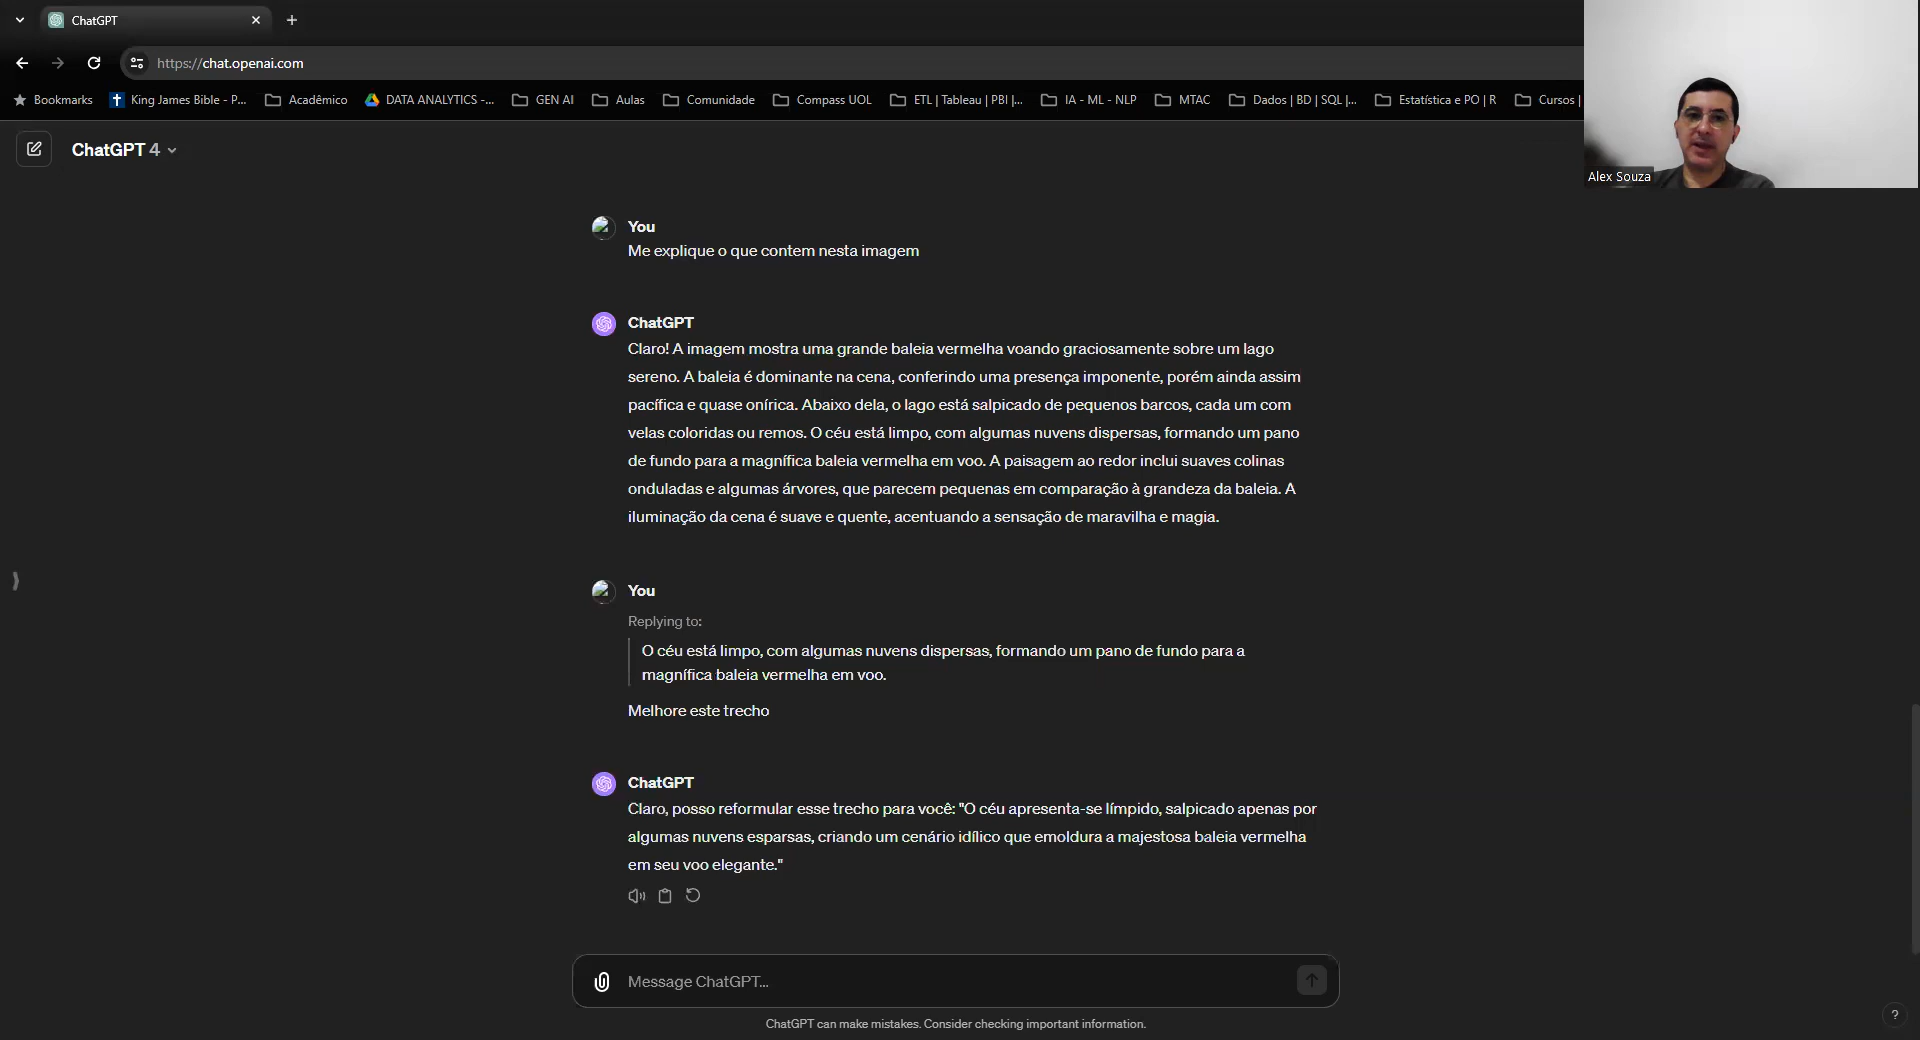 ChatGPT
https://chat.openai.com
Bookmarks
King James Bible - P...
Acadêmico
DATA ANALYTICS -...
GEN AI
Aulas
Comunidade
Compass UOL
ETL | Tableau | PBI |...
IA - ML - NLP
MTAC
Dados | BD | SQL |...
Estatística e PO | R
Cursos |
Alex Souza
ChatGPT 4
You
Me explique o que contem nesta imagem
ChatGPT
Claro! A imagem mostra uma grande baleia vermelha voando graciosamente sobre um lago
sereno. A baleia é dominante na cena, conferindo uma presença imponente, porém ainda assim
pacífica e quase onírica. Abaixo dela, o lago está salpicado de pequenos barcos, cada um com
velas coloridas ou remos. O céu está limpo, com algumas nuvens dispersas, formando um pano
de fundo para a magnífica baleia vermelha em voo. A paisagem ao redor inclui suaves colinas
onduladas e algumas árvores, que parecem pequenas em comparação à grandeza da baleia. A
iluminação da cena é suave e quente, acentuando a sensação de maravilha e magia.
You
Replying to:
O céu está limpo, com algumas nuvens dispersas, formando um pano de fundo para a
magnífica baleia vermelha em voo.
Melhore este trecho
ChatGPT
Claro, posso reformular esse trecho para você: "O céu apresenta-se límpido, salpicado apenas por
algumas nuvens esparsas, criando um cenário idílico que emoldura a majestosa baleia vermelha
em seu voo elegante."
Message ChatGPT...
ChatGPT can make mistakes. Consider checking important information.
?